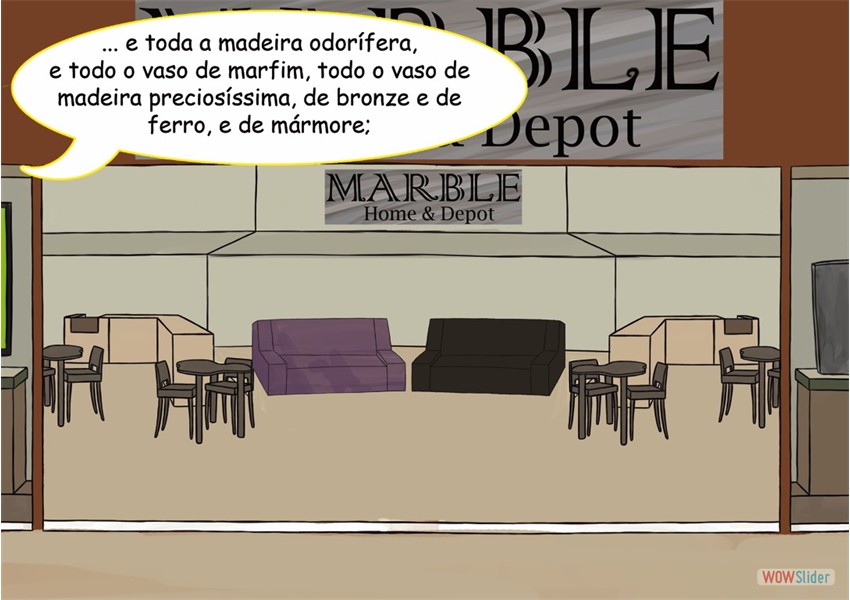 ... e toda a madeira odorífera,
e todo o vaso de marfim, todo o vaso de
madeira preciosíssima, de bronze e de
ferro, e de mármore;
BLE
Depot
MARBLE
Home & Depot
WOWSlider